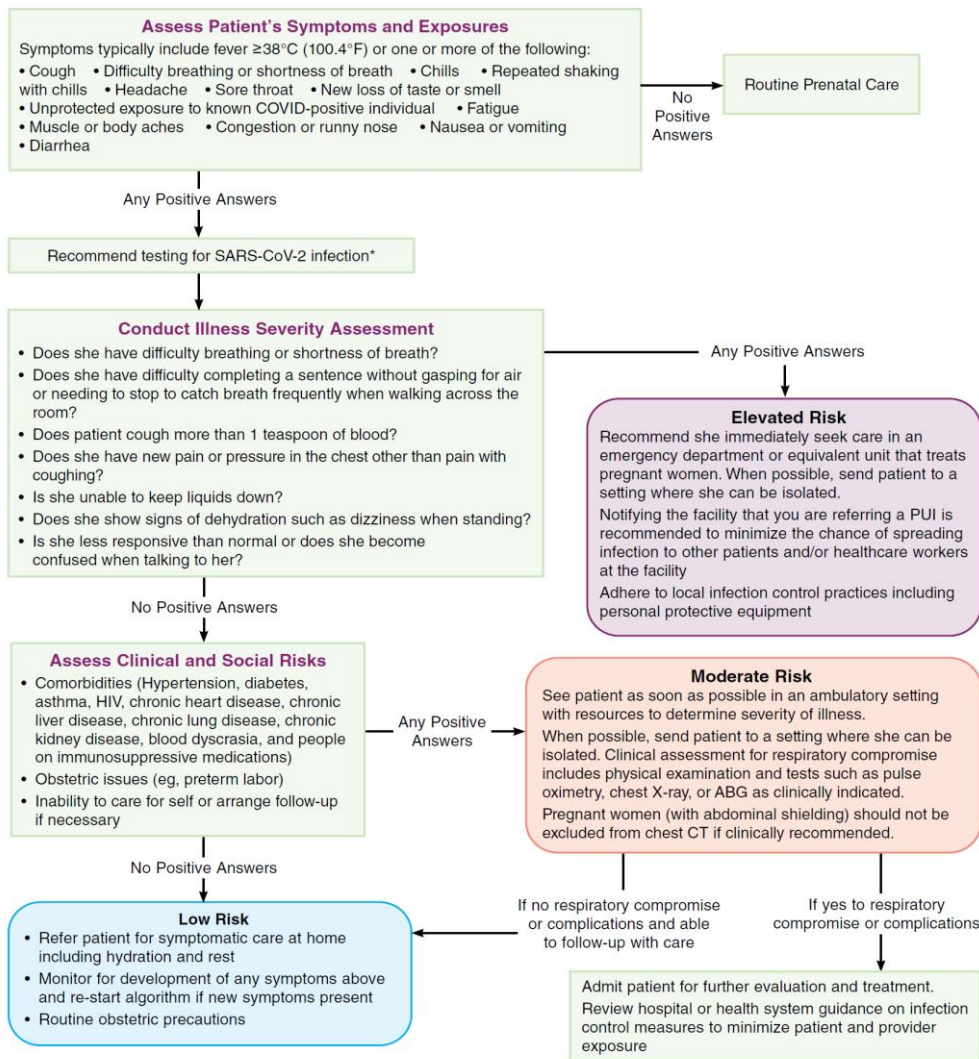 Assess Patient's Symptoms and Exposures
Symptoms typically include fever ≥38°C (100.4°F) or one or more of the following:
• Cough • Difficulty breathing or shortness of breath • Chills • Repeated shaking
with chills • Headache • Sore throat • New loss of taste or smell
• Unprotected exposure to known COVID-positive individual • Fatigue
• Muscle or body aches • Congestion or runny nose • Nausea or vomiting
• Diarrhea
No
Positive
Answers
Routine Prenatal Care
Any Positive Answers
Recommend testing for SARS-CoV-2 infection*
Conduct Illness Severity Assessment
• Does she have difficulty breathing or shortness of breath?
• Does she have difficulty completing a sentence without gasping for air
or needing to stop to catch breath frequently when walking across the
room?
• Does patient cough more than 1 teaspoon of blood?
• Does she have new pain or pressure in the chest other than pain with
coughing?
• Is she unable to keep liquids down?
• Does she show signs of dehydration such as dizziness when standing?
• Is she less responsive than normal or does she become
confused when talking to her?
Any Positive Answers
Elevated Risk
Recommend she immediately seek care in an
emergency department or equivalent unit that treats
pregnant women. When possible, send patient to a
setting where she can be isolated.
Notifying the facility that you are referring a PUI is
recommended to minimize the chance of spreading
infection to other patients and/or healthcare workers
at the facility
Adhere to local infection control practices including
personal protective equipment
No Positive Answers
Assess Clinical and Social Risks
• Comorbidities (Hypertension, diabetes,
asthma, HIV, chronic heart disease, chronic
liver disease, chronic lung disease, chronic
kidney disease, blood dyscrasia, and people
on immunosuppressive medications)
• Obstetric issues (eg, preterm labor)
• Inability to care for self or arrange follow-up
if necessary
Any Positive
Answers
Moderate Risk
See patient as soon as possible in an ambulatory setting
with resources to determine severity of illness.
When possible, send patient to a setting where she can be
isolated. Clinical assessment for respiratory compromise
includes physical examination and tests such as pulse
oximetry, chest X-ray, or ABG as clinically indicated.
Pregnant women (with abdominal shielding) should not be
excluded from chest CT if clinically recommended.
No Positive Answers
Low Risk
• Refer patient for symptomatic care at home
including hydration and rest
• Monitor for development of any symptoms above
and re-start algorithm if new symptoms present
• Routine obstetric precautions
If no respiratory compromise
or complications and able
to follow-up with care
If yes to respiratory
compromise or complications
Admit patient for further evaluation and treatment.
Review hospital or health system guidance on infection
control measures to minimize patient and provider
exposure